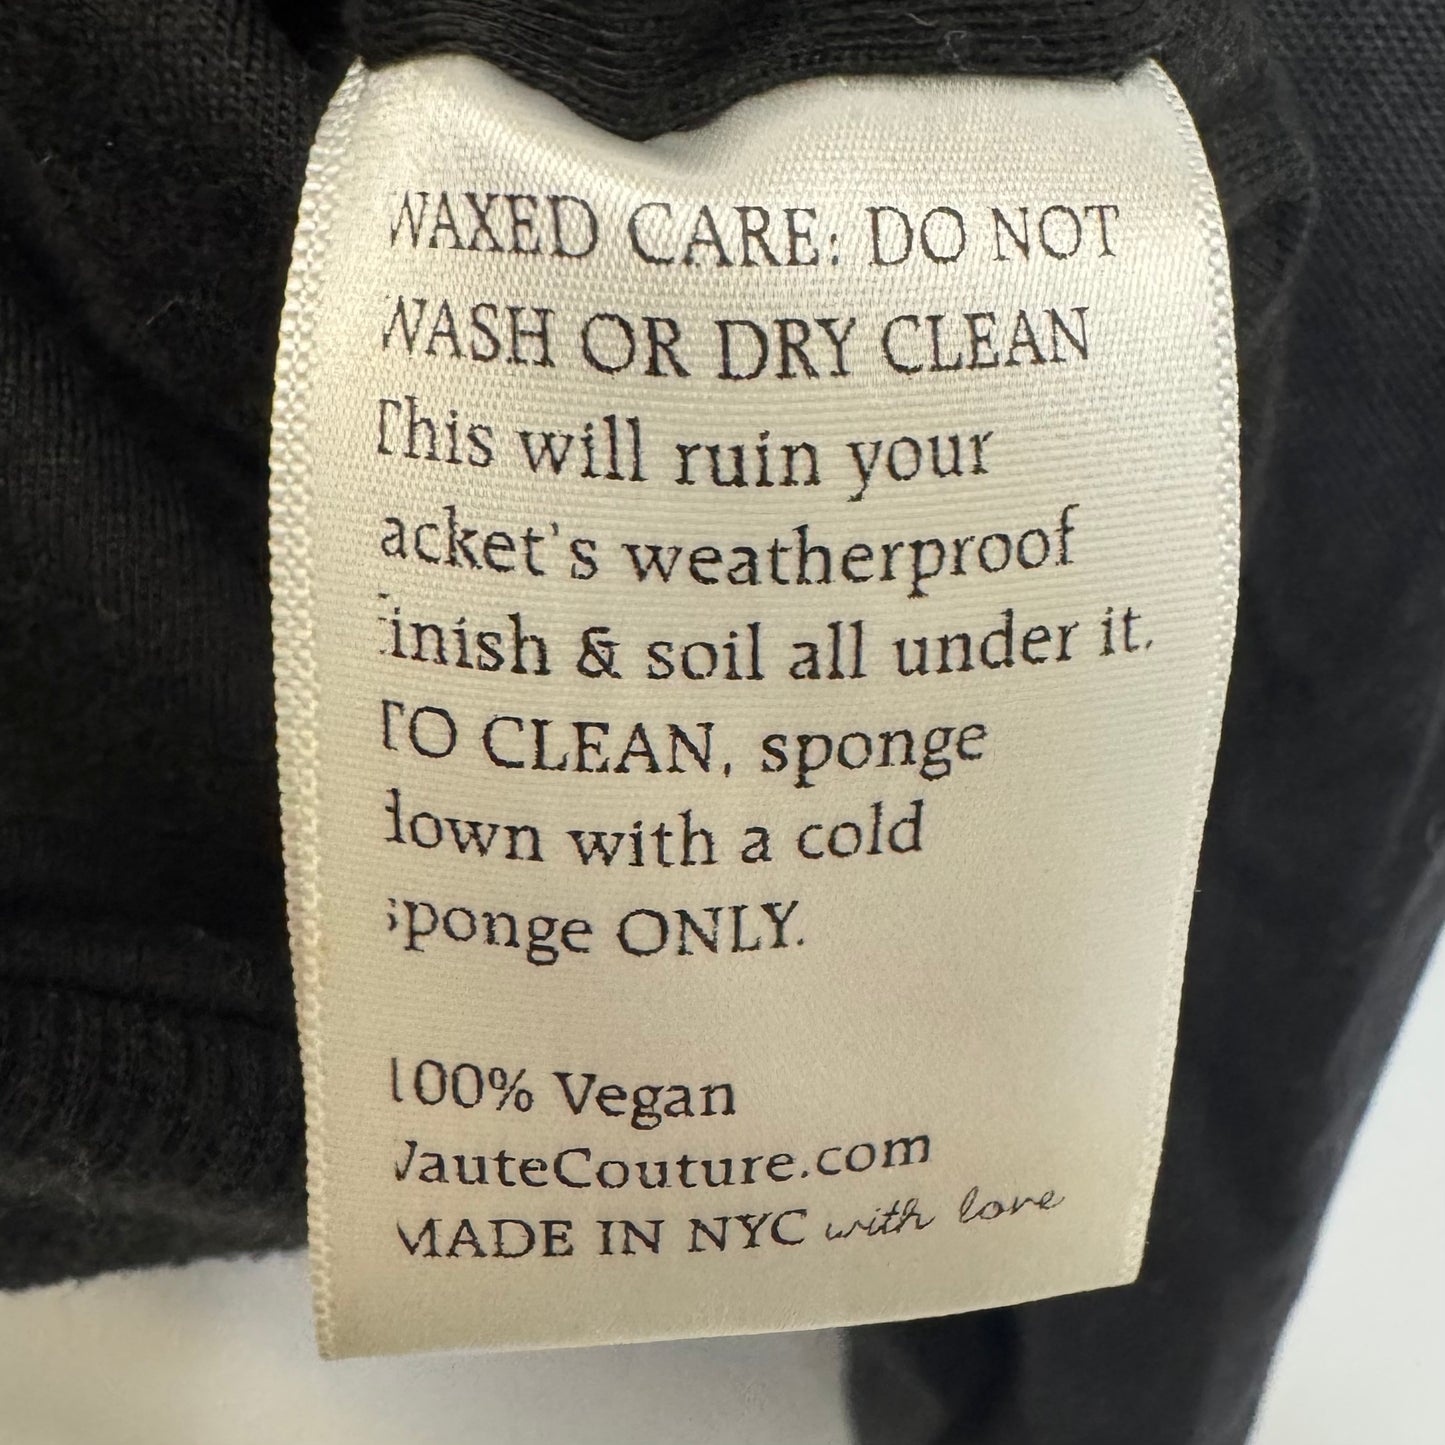 WAXED CARE: DO NOT
WASH OR DRY CLEAN
This will ruin your
acket's weatherproof
finish & soil all under it.
TO CLEAN, sponge
down with a cold
sponge ONLY.
100% Vegan
VauteCouture.com
MADE IN NYC with love